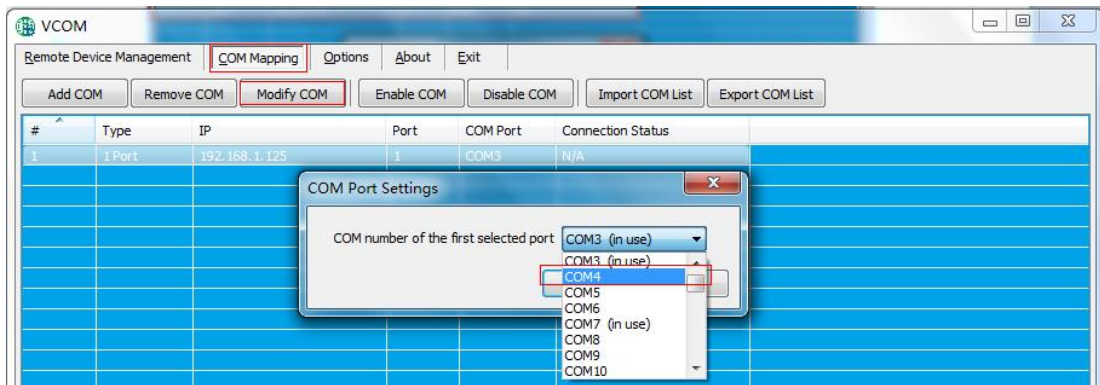 VCOM
Remote Device Management COM Mapping Options About Exit
Add COM Remove COM Modify COM Enable COM Disable COM Import COM List Export COM List
# Type IP Port COM Port Connection Status
1 1 Port 192.168.1.125 1 COM3 N/A
COM Port Settings
COM number of the first selected port COM3 (in use)
COM3 (in use)
COM4
COM5
COM6
COM7 (in use)
COM8
COM9
COM10